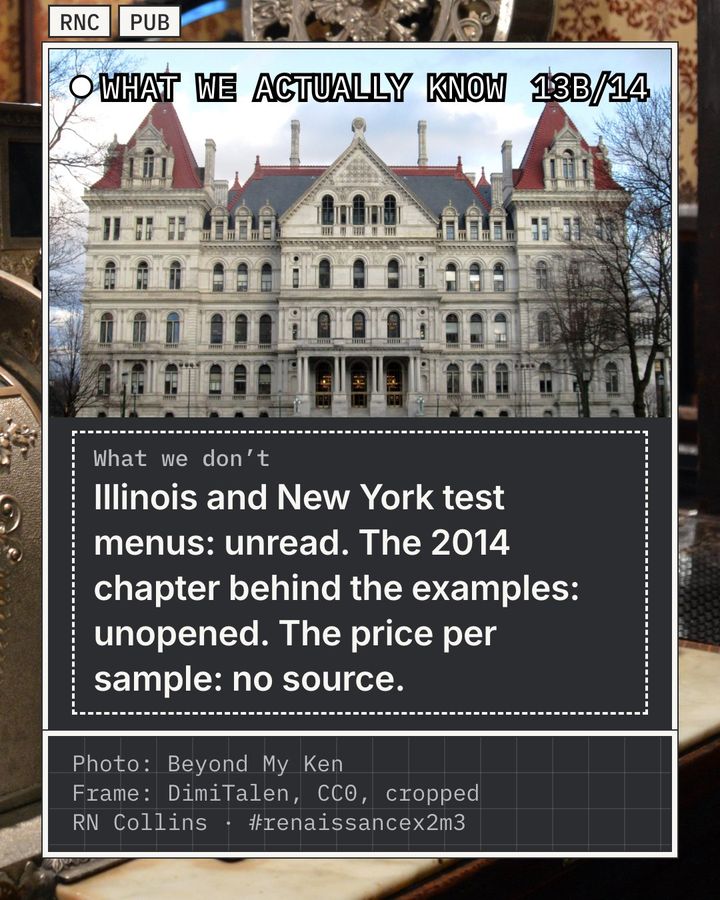 RNC PUB
WHAT WE ACTUALLY KNOW 13B/14
What we don’t
Illinois and New York test
menus: unread. The 2014
chapter behind the examples:
unopened. The price per
sample: no source.
Photo: Beyond My Ken
Frame: DimiTalen, CC0, cropped
RN Collins · #renaissancex2m3